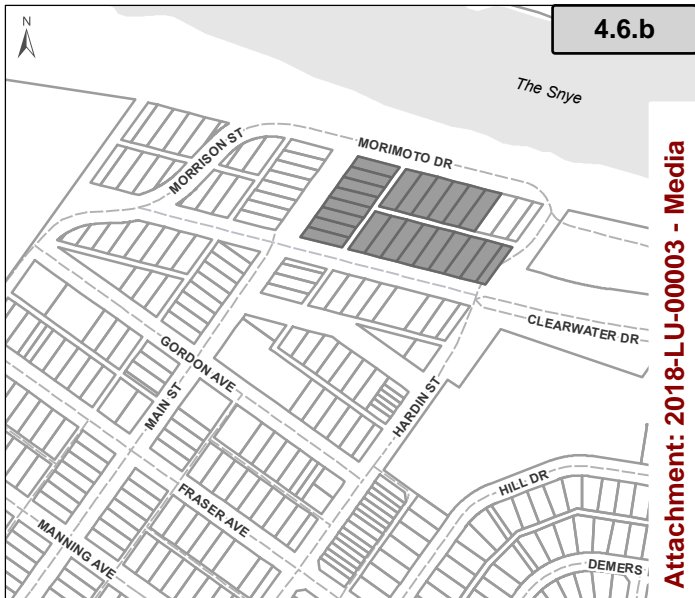 4.6.b
N
The Snye
MORIMOTO DR
MORRISON ST
CLEARWATER DR
GORDON AVE
MAIN ST
HARDIN ST
HILL DR
FRASER AVE
MANNING AVE
DEMERS
Attachment: 2018-LU-00003 - Media